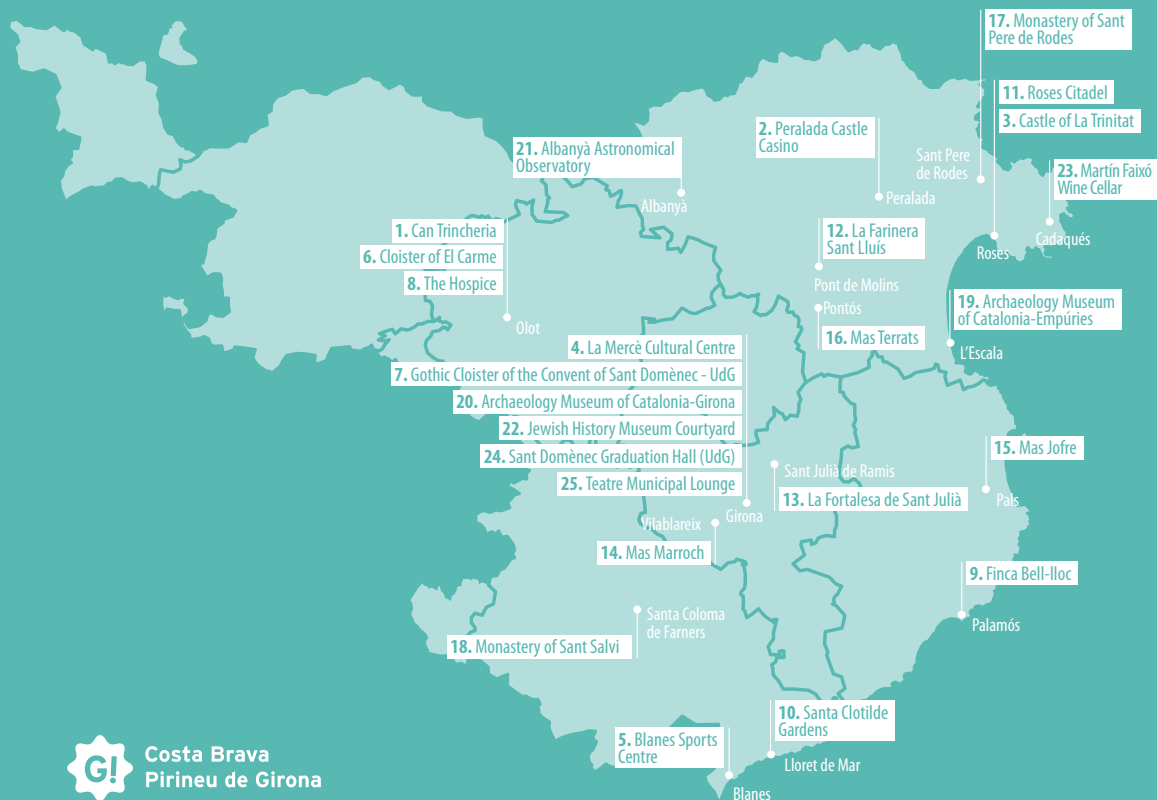 17. Monastery of Sant
Pere de Rodes
11. Roses Citadel
3. Castle of La Trinitat
2. Peralada Castle
Casino
21. Albanyà Astronomical
Observatory
Sant Pere
de Rodes
23. Martín Faixó
Wine Cellar
Albanyà
Peralada
1. Can Trincheria
6. Cloister of El Carme
8. The Hospice
12. La Farinera
Sant Lluís
Cadaqués
Roses
Pont de Molins
19. Archaeology Museum
of Catalonia-Empúries
Pontós
Olot
16. Mas Terrats
L'Escala
4. La Mercè Cultural Centre
7. Gothic Cloister of the Convent of Sant Domènec - UdG
20. Archaeology Museum of Catalonia-Girona
22. Jewish History Museum Courtyard
24. Sant Domènec Graduation Hall (UdG)
25. Teatre Municipal Lounge
15. Mas Jofre
Sant Julià de Ramis
13. La Fortalesa de Sant Julià
Pals
Girona
Vilablareix
14. Mas Marroch
9. Finca Bell-lloc
Santa Coloma
de Farners
Palamós
18. Monastery of Sant Salvi
10. Santa Clotilde
Gardens
5. Blanes Sports
Centre
Lloret de Mar
Blanes
G!
Costa Brava
Pirineu de Girona